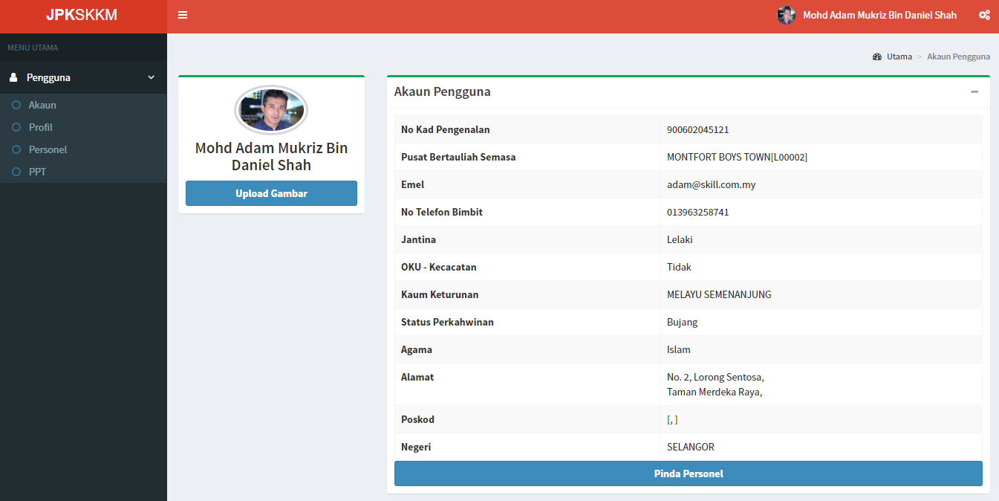 JPKSKKM
Mohd Adam Mukriz Bin Daniel Shah
MENU UTAMA
Utama > Akaun Pengguna
Pengguna
Akaun
Profil
Personel
PPT
Mohd Adam Mukriz Bin
Daniel Shah
Upload Gambar
Akaun Pengguna
No Kad Pengenalan 900602045121
Pusat Bertauliah Semasa MONTFORT BOYS TOWN[L00002]
Emel adam@skill.com.my
No Telefon Bimbit 013963258741
Jantina Lelaki
OKU - Kecacatan Tidak
Kaum Keturunan MELAYU SEMENANJUNG
Status Perkahwinan Bujang
Agama Islam
Alamat No. 2, Lorong Sentosa,
Taman Merdeka Raya,
Poskod [, ]
Negeri SELANGOR
Pinda Personel